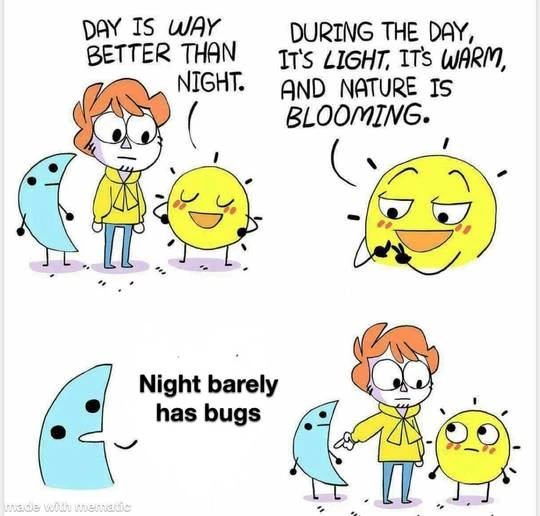 DAY IS WAY
BETTER THAN
NIGHT.
DURING THE DAY,
IT'S LIGHT, IT'S WARM,
AND NATURE IS
BLOOMING.
Night barely
has bugs
made with mematic